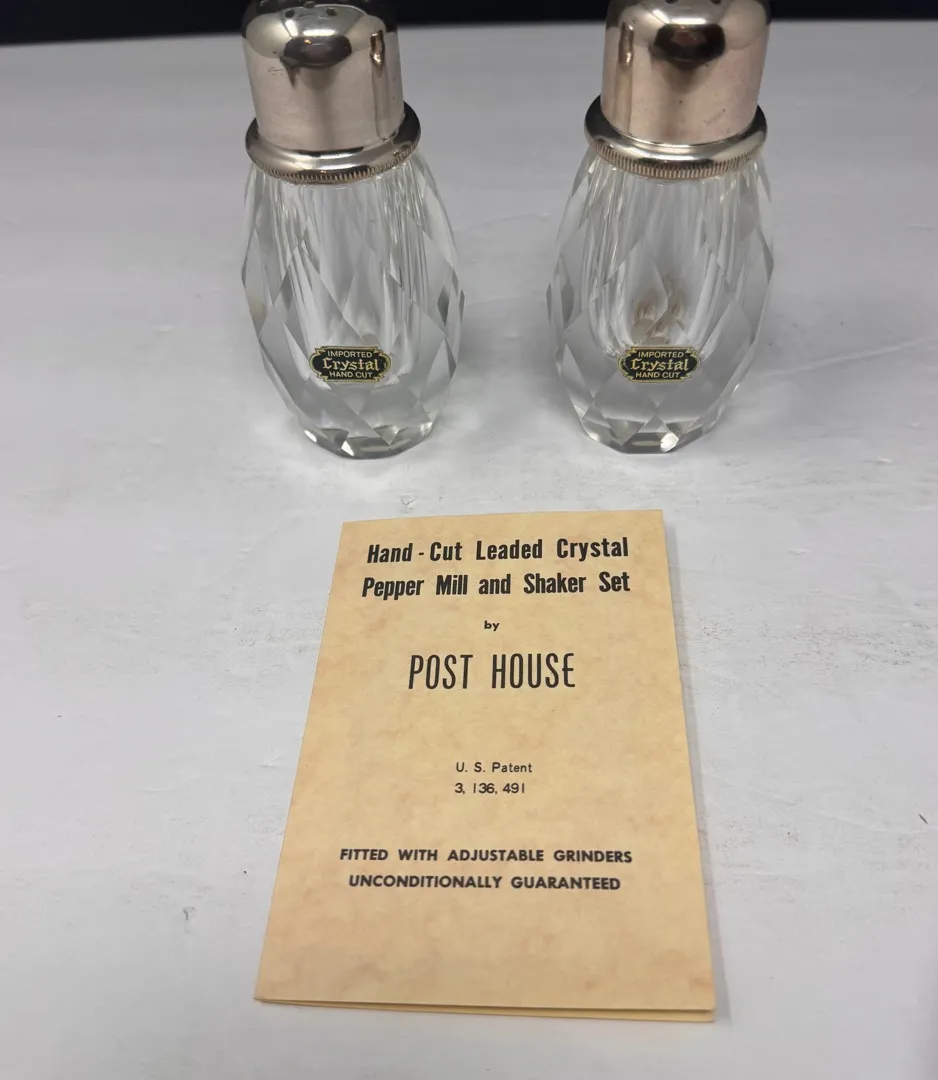 IMPORTED
Crystal
HAND CUT
IMPORTED
Crystal
HAND CUT
Hand-Cut Leaded Crystal
Pepper Mill and Shaker Set
by
POST HOUSE
U. S. Patent
3, 136, 491
FITTED WITH ADJUSTABLE GRINDERS
UNCONDITIONALLY GUARANTEED